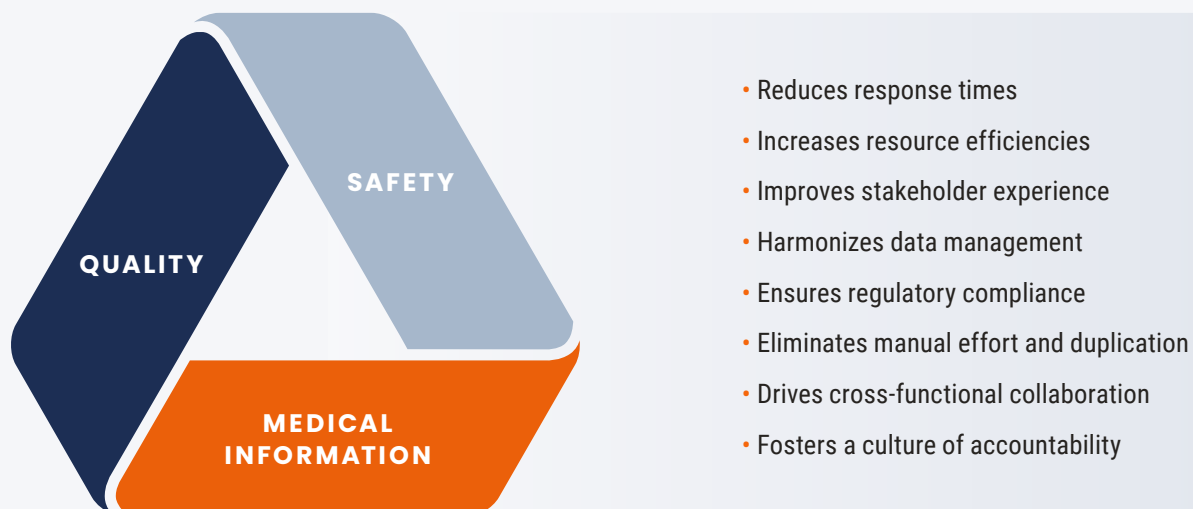 SAFETY
QUALITY
MEDICAL
INFORMATION
• Reduces response times
• Increases resource efficiencies
• Improves stakeholder experience
• Harmonizes data management
• Ensures regulatory compliance
• Eliminates manual effort and duplication
• Drives cross-functional collaboration
• Fosters a culture of accountability